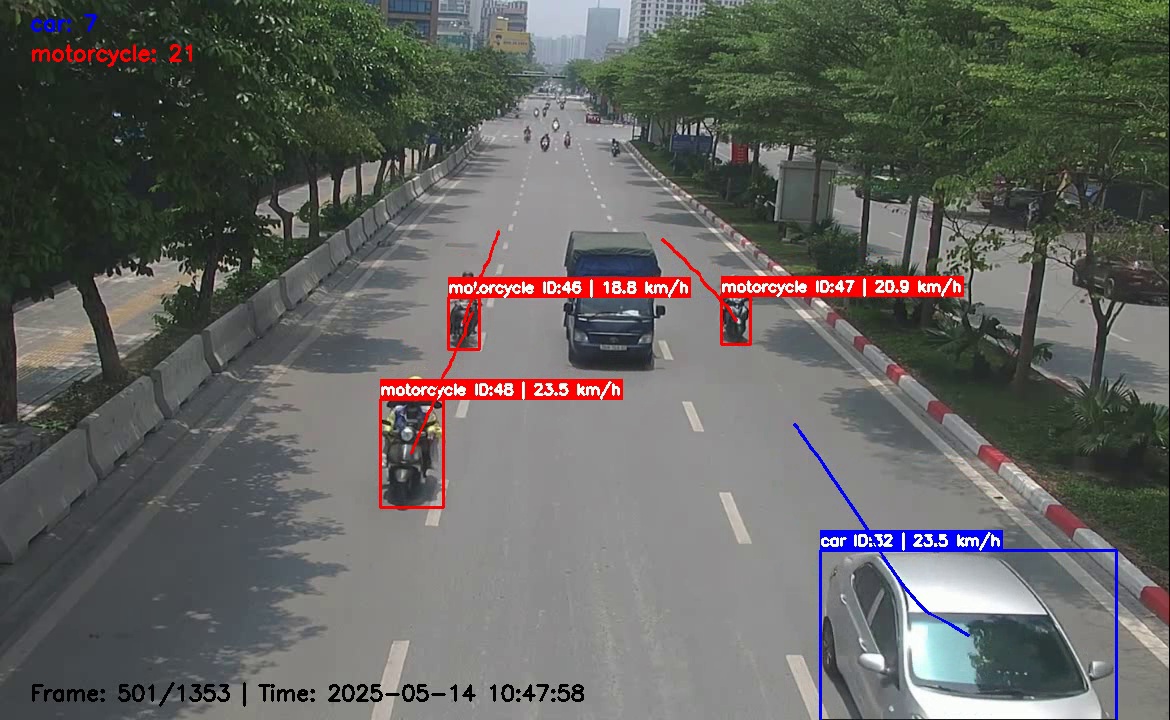 car: 7
motorcycle: 21
motorcycle ID:46 | 18.8 km/h
motorcycle ID:47 | 20.9 km/h
motorcycle ID:48 | 23.5 km/h
car ID:32 | 23.5 km/h
Frame: 501/1353 | Time: 2025-05-14 10:47:58